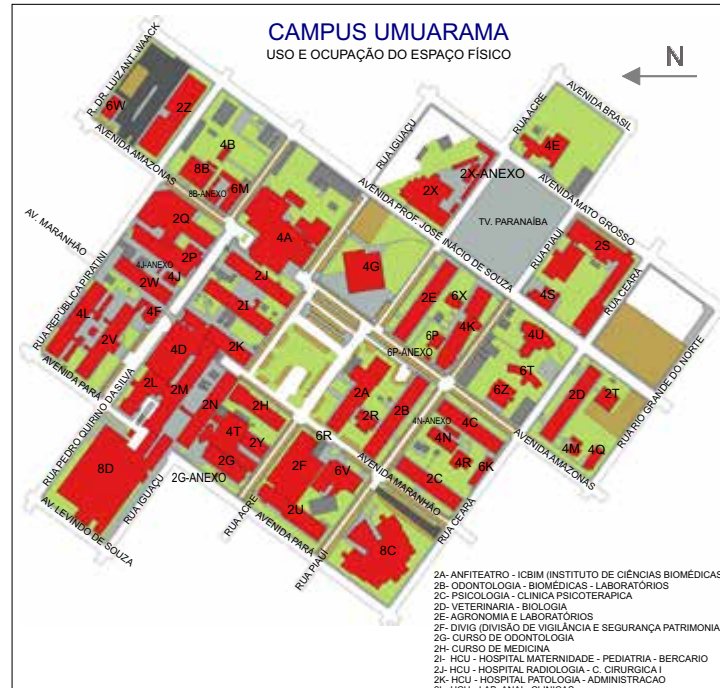 CAMPUS UMUARAMA
USO E OCUPAÇÃO DO ESPAÇO FÍSICO
N
R. DR. LUIZ ANT. WAACK
6W
2Z
AVENIDA AMAZONAS
4B
8B
8B-ANEXO
6M
RUA IGUAÇU
RUA ACRE
AVENIDA BRASIL
4E
2X-ANEXO
2X
AVENIDA MATO GROSSO
AVENIDA PROF. JOSÉ INÁCIO DE SOUZA
TV. PARANAÍBA
RUA PIAUÍ
2S
RUA CEARÁ
AV. MARANHÃO
2Q
4A
2P
4J-ANEXO
4J
2W
2J
4G
4S
RUA REPÚBLICA PIRATINI
4L
4F
2V
2I
2E
6X
4K
6P
6P-ANEXO
4U
6T
6Z
RUA RIO GRANDE DO NORTE
AVENIDA PARÁ
4D
2K
2L
2M
2A
2R
2B
2D
2T
4M
4Q
AVENIDA AMAZONAS
RUA PEDRO QUIRINO DA SILVA
2N
2H
4T
2Y
2G
6R
4N-ANEXO
4C
4N
4R
6K
2C
8D
RUA IGUAÇU
2G-ANEXO
2F
6V
AVENIDA MARANHÃO
RUA CEARÁ
AV. LEVINDO DE SOUZA
RUA ACRE
AVENIDA PARÁ
2U
RUA PIAUÍ
8C
2A- ANFITEATRO - ICBIM (INSTITUTO DE CIÊNCIAS BIOMÉDICAS
2B- ODONTOLOGIA - BIOMÉDICAS - LABORATÓRIOS
2C- PSICOLOGIA - CLINICA PSICOTERAPICA
2D- VETERINARIA - BIOLOGIA
2E- AGRONOMIA E LABORATÓRIOS
2F- DIVIG (DIVISÃO DE VIGILÂNCIA E SEGURANÇA PATRIMONIA
2G- CURSO DE ODONTOLOGIA
2H- CURSO DE MEDICINA
2I- HCU - HOSPITAL MATERNIDADE - PEDIATRIA - BERCARIO
2J- HCU - HOSPITAL RADIOLOGIA - C. CIRURGICA I
2K- HCU - HOSPITAL PATOLOGIA - ADMINISTRACAO